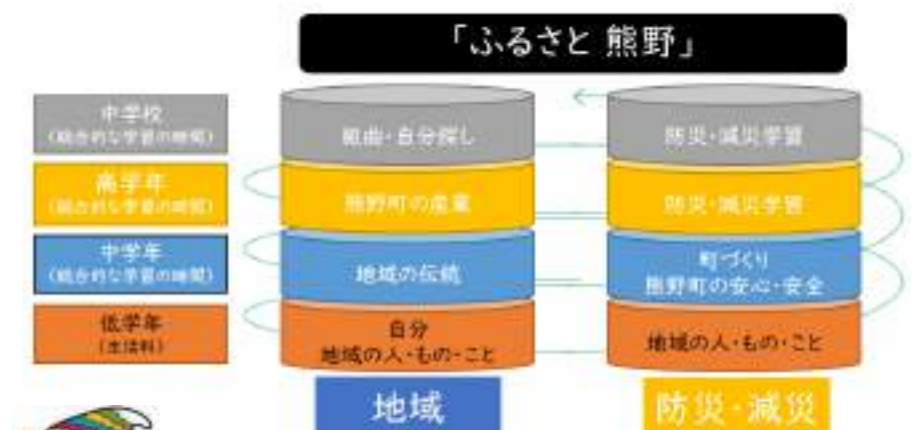 「ふるさと 熊野」
中学校
(総合的な学習の時間)
組曲・自分探し
防災・減災学習
高学年
(総合的な学習の時間)
熊野町の産業
防災・減災学習
中学年
(総合的な学習の時間)
地域の伝統
町づくり
熊野町の安心・安全
低学年
(生活科)
自分
地域の人・もの・こと
地域の人・もの・こと
地域
防災・減災